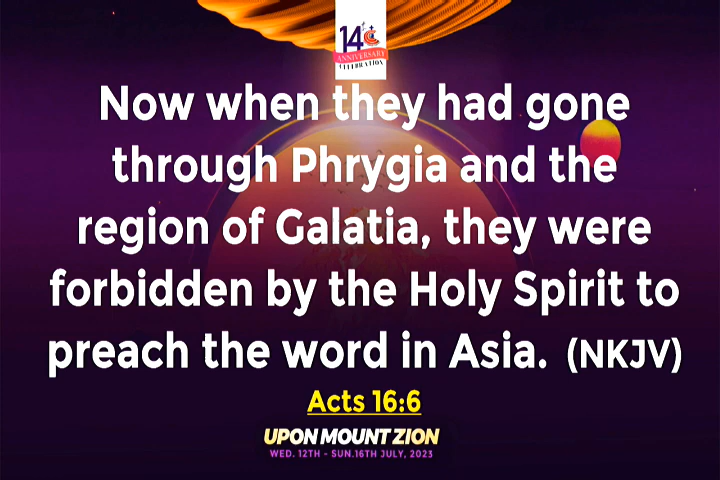 14
ANNIVERSARY
CELEBRATION
Now when they had gone
through Phrygia and the
region of Galatia, they were
forbidden by the Holy Spirit to
preach the word in Asia. (NKJV)
Acts 16:6
UPON MOUNT ZION
WED. 12TH - SUN.16TH JULY, 2023